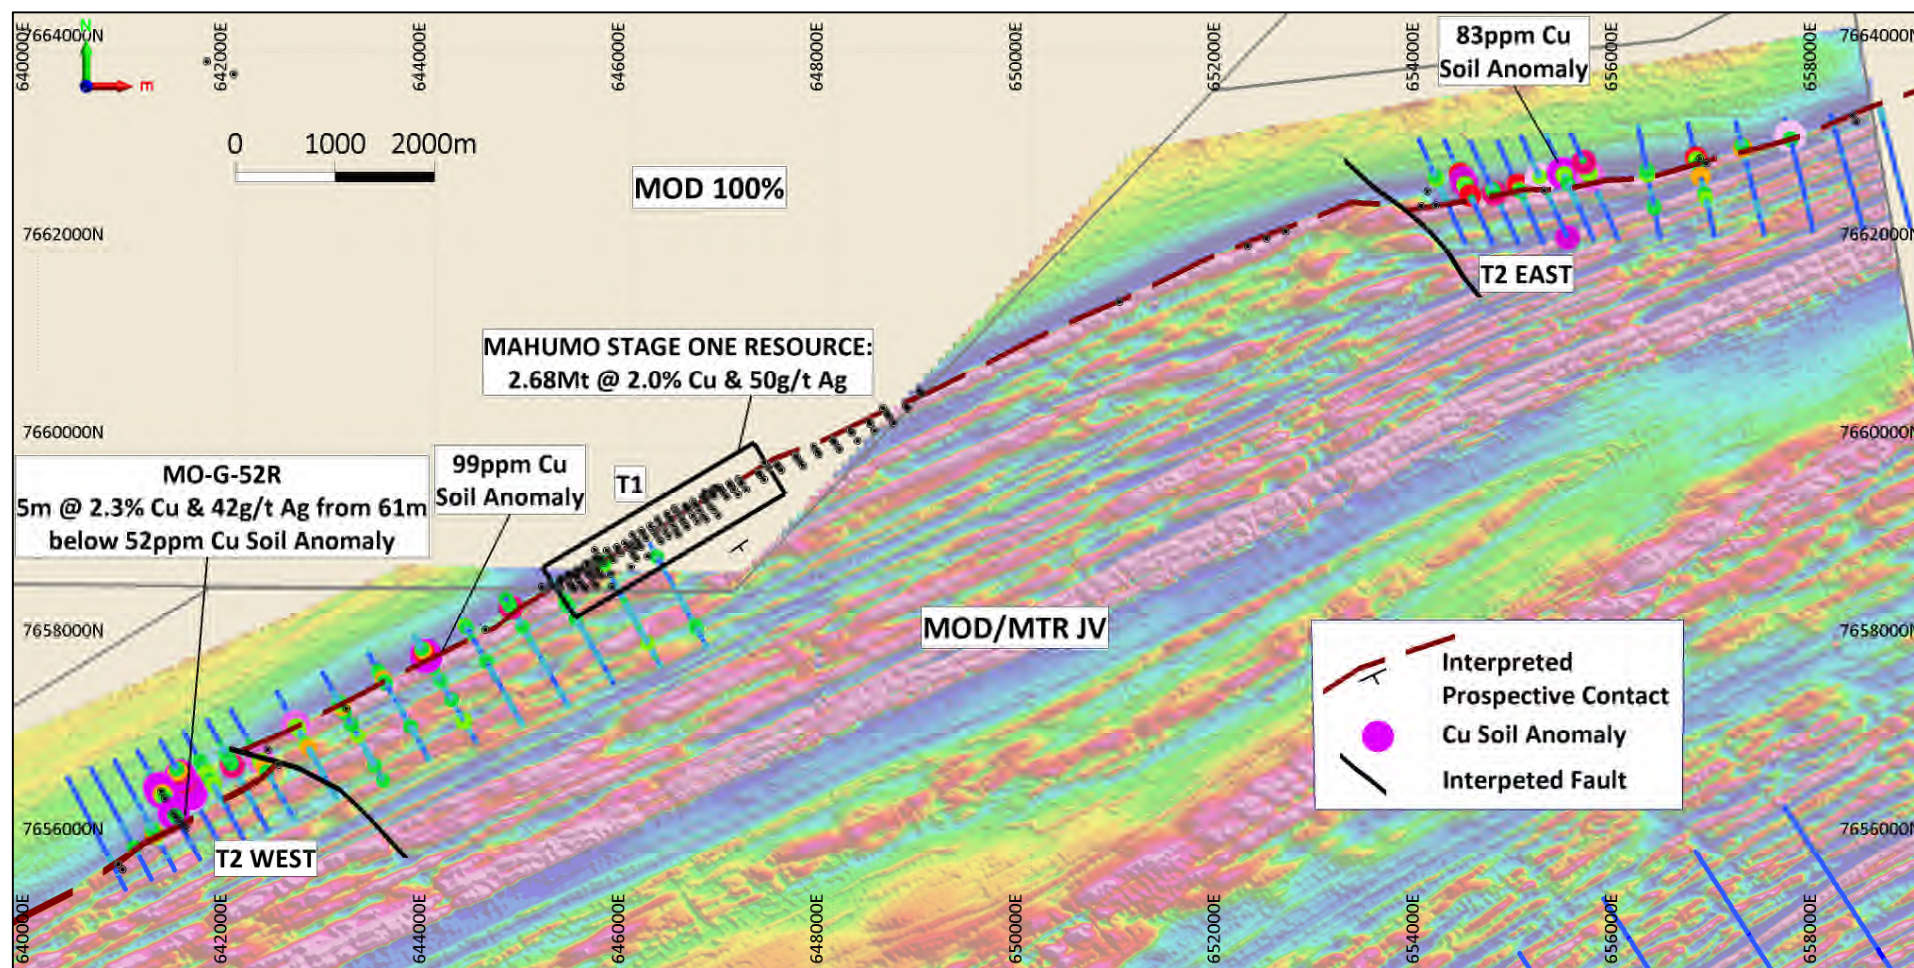 640000E
642000E
644000E
646000E
648000E
650000E
652000E
654000E
656000E
658000E
7664000N
7664000N
N
m
83ppm Cu
Soil Anomaly
0 1000 2000m
MOD 100%
7662000N
7662000N
T2 EAST
MAHUMO STAGE ONE RESOURCE:
2.68Mt @ 2.0% Cu & 50g/t Ag
7660000N
7660000N
99ppm Cu
Soil Anomaly
T1
MO-G-52R
5m @ 2.3% Cu & 42g/t Ag from 61m
below 52ppm Cu Soil Anomaly
7658000N
7658000N
MOD/MTR JV
Interpreted
Prospective Contact
Cu Soil Anomaly
Interpeted Fault
7656000N
7656000N
T2 WEST
640000E
642000E
644000E
646000E
648000E
650000E
652000E
654000E
656000E
658000E